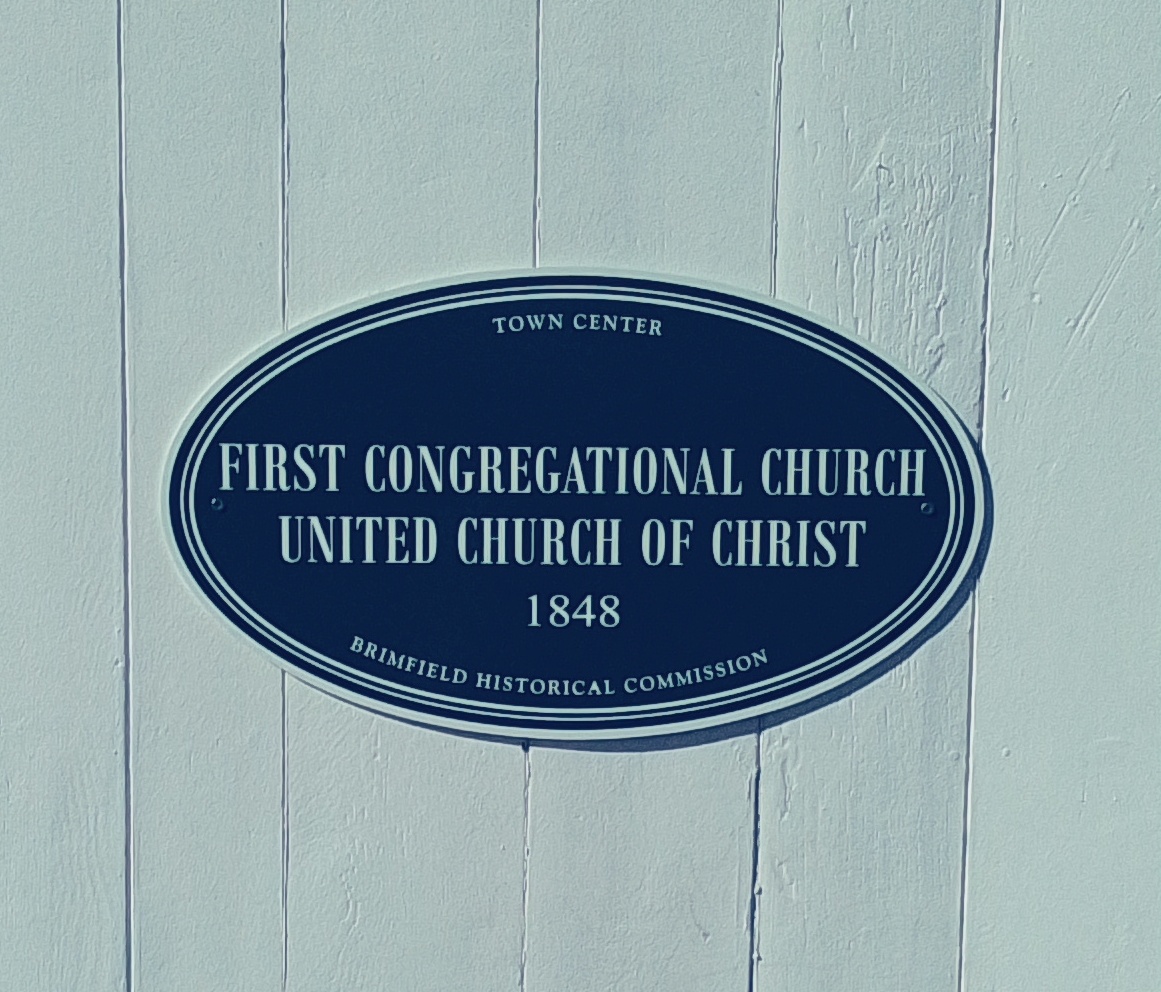 TOWN CENTER
FIRST CONGREGATIONAL CHURCH
UNITED CHURCH OF CHRIST
1848
BRIMFIELD HISTORICAL COMMISSION